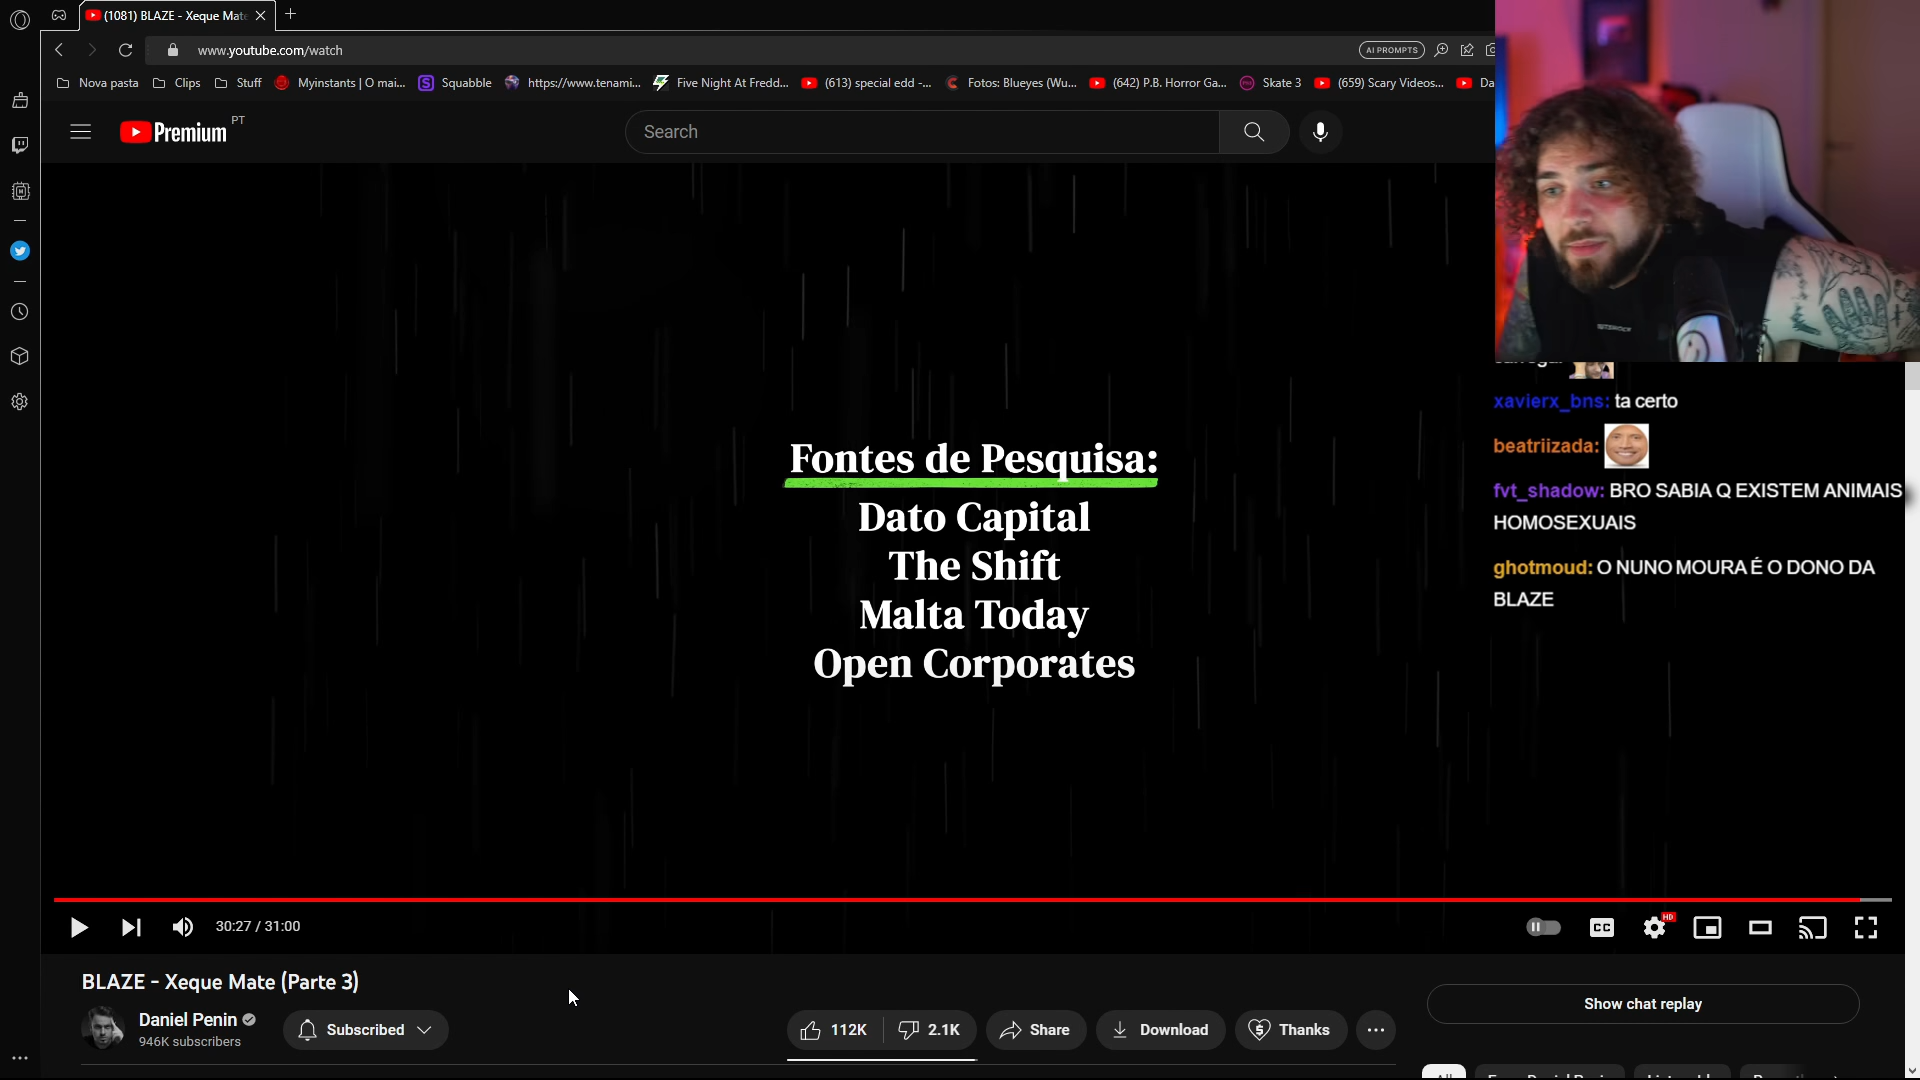 (1081) BLAZE - Xeque Mate
www.youtube.com/watch
AI PROMPTS
Nova pasta
Clips
Stuff
Myinstants | O mai...
Squabble
https://www.tenami...
Five Night At Fredd...
(613) special edd -...
Fotos: Blueyes (Wu...
(642) P.B. Horror Ga...
Skate 3
(659) Scary Videos...
Da
Premium PT
Search
xavierx_bns: ta certo
beatriizada:
fvt_shadow: BRO SABIA Q EXISTEM ANIMAIS
HOMOSEXUAIS
ghotmoud: O NUNO MOURA É O DONO DA
BLAZE
Fontes de Pesquisa:
Dato Capital
The Shift
Malta Today
Open Corporates
30:27 / 31:00
CC
HD
BLAZE - Xeque Mate (Parte 3)
Daniel Penin
946K subscribers
Subscribed
112K
2.1K
Share
Download
Thanks
Show chat replay
All